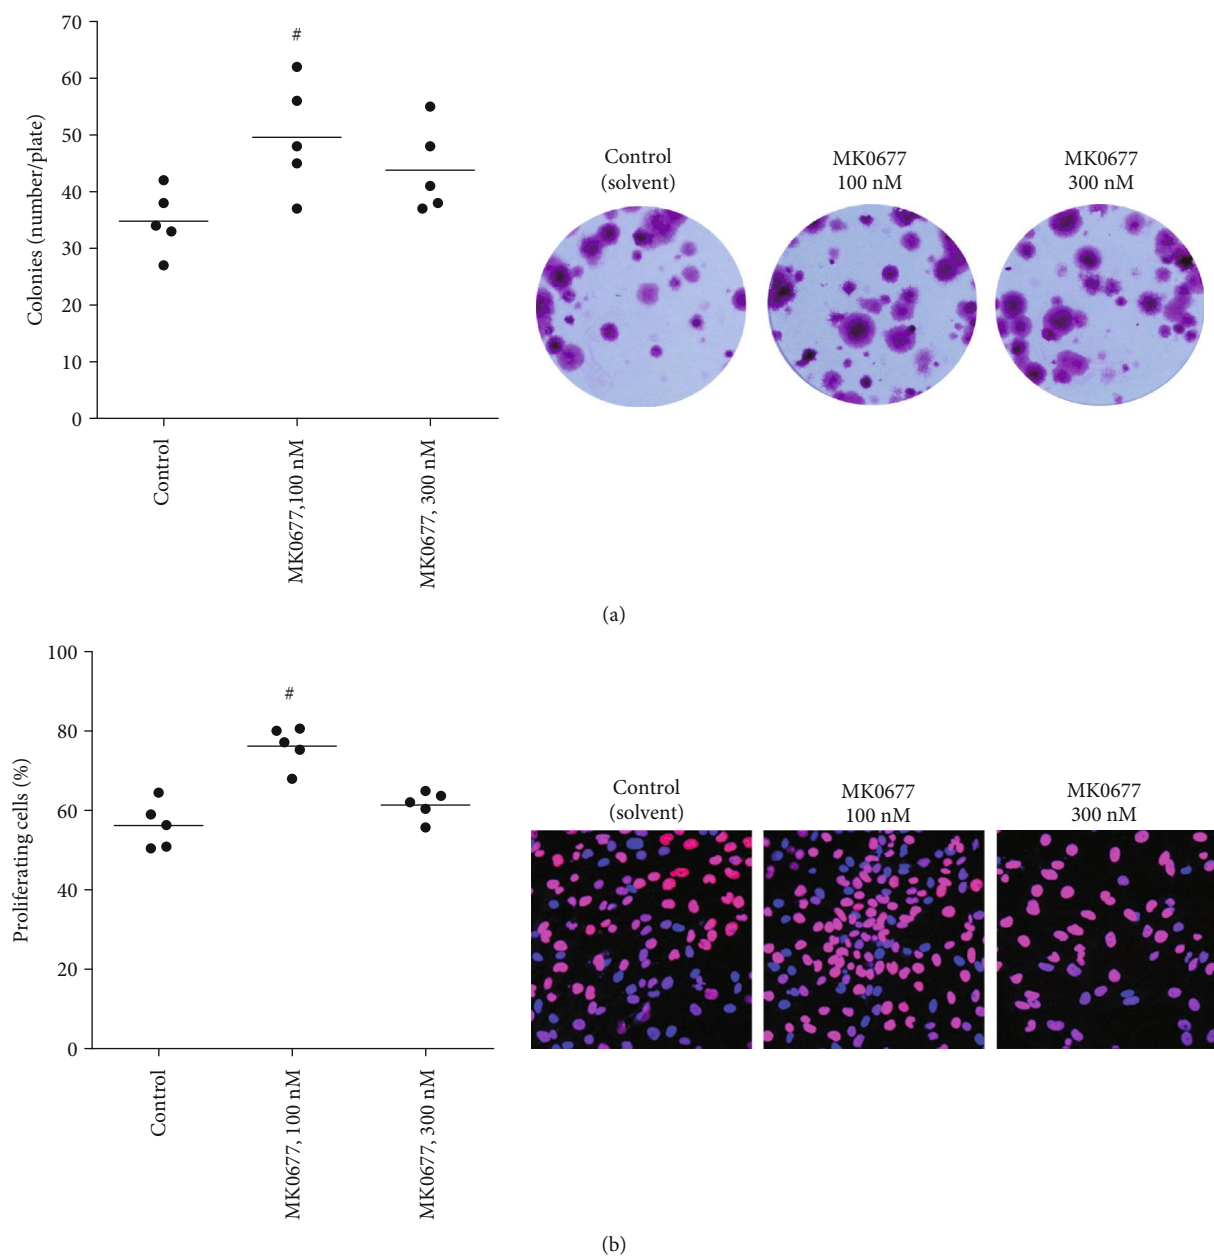 70
60
50
40
30
20
10
0
Colonies (number/plate)
#
Control
MK0677,100 nM
MK0677, 300 nM
Control
(solvent)
MK0677
100 nM
MK0677
300 nM
(a)
100
80
60
40
20
0
Proliferating cells (%)
#
Control
MK0677, 100 nM
MK0677, 300 nM
Control
(solvent)
MK0677
100 nM
MK0677
300 nM
(b)